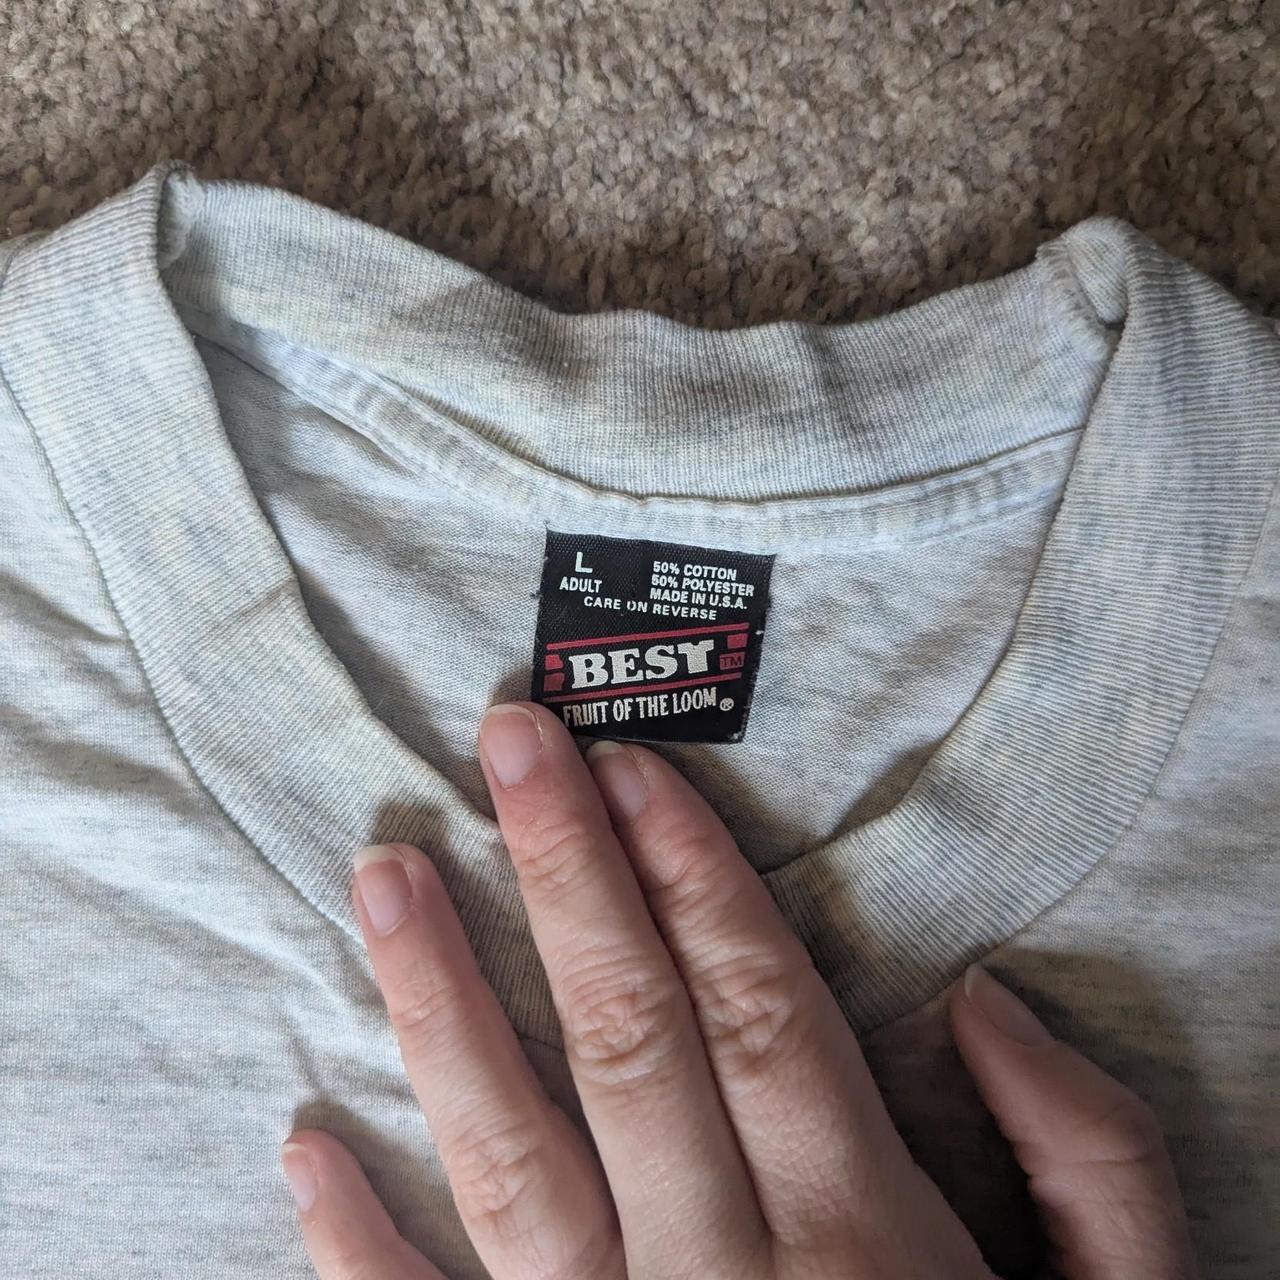 L
ADULT
50% COTTON
50% POLYESTER
MADE IN U.S.A.
CARE ON REVERSE
BEST TM
FRUIT OF THE LOOM ®